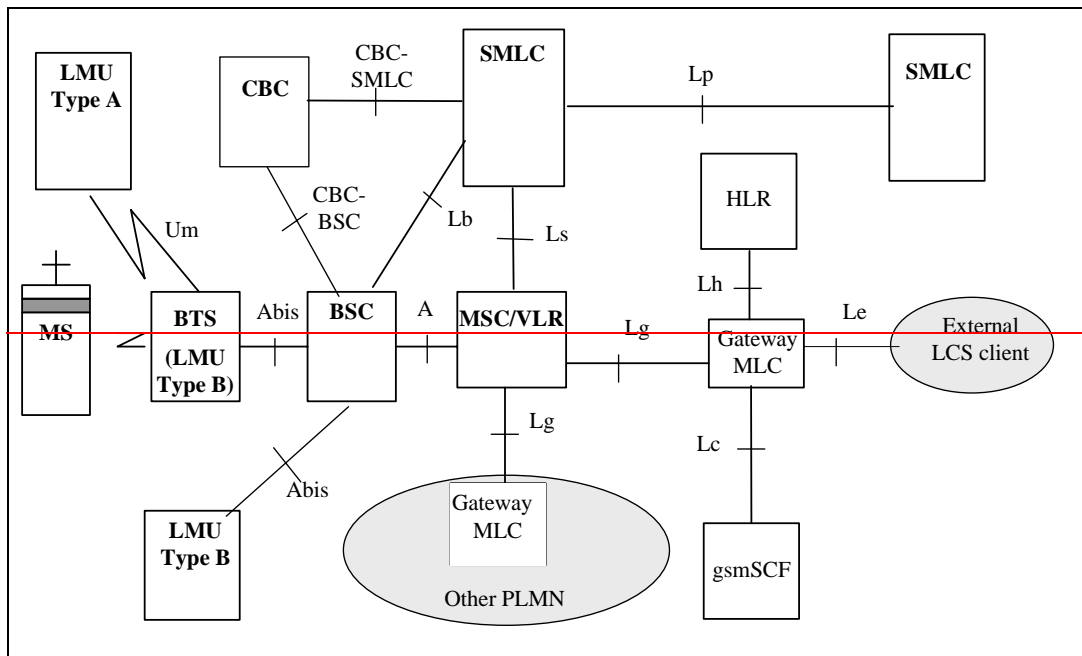 LMU
Type A
CBC
CBC-
SMLC
SMLC
Lp
SMLC
Um
CBC-
BSC
Lb
Ls
HLR
Lh
MS
BTS
(LMU
Type B)
Abis
BSC
A
MSC/VLR
Lg
Gateway
MLC
Le
External
LCS client
Lg
Lc
Abis
LMU
Type B
Gateway
MLC
Other PLMN
gsmSCF